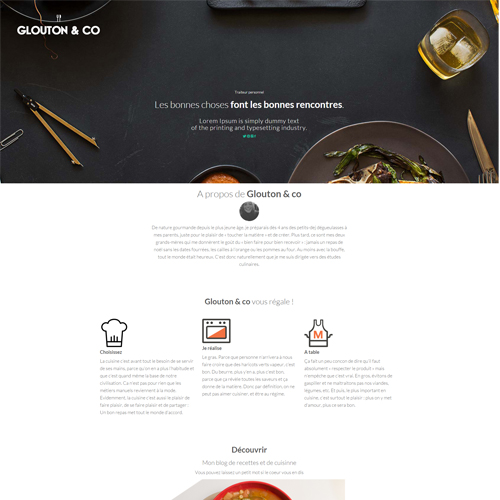 GLOUTON & CO
Traiteur personnel
Les bonnes choses font les bonnes rencontres.
Lorem Ipsum is simply dummy text
of the printing and typesetting industry.
A propos de Glouton & co
De nature gourmande depuis le plus jeune âge, je préparais dès 4 ans des petits dej dégueulasses à
mes parents, juste pour le plaisir de « toucher la matière » et de créer. Plus tard, ce sont mes deux
grands-mères qui me donnèrent le goût du « bien faire pour bien recevoir » : jamais un repas de
noël sans les dattes fourrées, les cailles à l'orange ou les pommes au four. Au moins avec la bouffe,
tout le monde était heureux. C'est donc naturellement que je me suis dirigée vers des études
culinaires.
Glouton & co vous régale !
Choisissez
La cuisine c'est avant tout le besoin de se servir
de ses mains, parce qu'on en a plus l'habitude et
que c'est quand même la base de notre
civilisation. Ca n'est pas pour rien que les
métiers manuels reviennent à la mode.
Evidemment, la cuisine c'est aussi le plaisir de
faire plaisir, de se faire plaisir et de partager.
Un bon repas met tout le monde d'accord.
Je réalise
Le gras. Parce que personne n'arrivera a nous
faire croire que les haricots verts vapeur, c'est
bon. Du beurre, plus y'en a, plus c'est bon,
parce que ça révèle toutes les saveurs et ça
donne de la matière. Donc par définition, on ne
peut pas aimer cuisiner, et être au régime.
A table
Ça fait un peu concon de dire qu'il faut
absolument « respecter le produit » mais
n'empêche que c'est vrai. En gros, évitons de
gaspiller et ne maltraitons pas nos viandes,
légumes, etc. Et puis, le plus important en
cuisine, c'est surtout le plaisir : plus on y met
d'amour, plus ce sera bon.
Découvrir
Mon blog de recettes et de cuisine
Vous pouvez laissez un petit mot si le coeur vous en dis